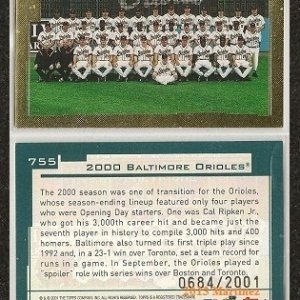 755
2000 BALTIMORE ORIOLES®
The 2000 season was one of transition for the Orioles,
whose season-ending lineup featured only four players
who were Opening Day starters. One was Cal Ripken Jr.,
who got his 3,000th career hit and became just the
seventh player in history to compile 3,000 hits and 400
homers. Baltimore also turned its first triple play since
1992 and, in a 23-1 win over Toronto, set a team record for
runs in a game. In September, the Orioles played a
"spoiler" role with series wins over Boston and Toronto.
0684/2001
2013 Martinez